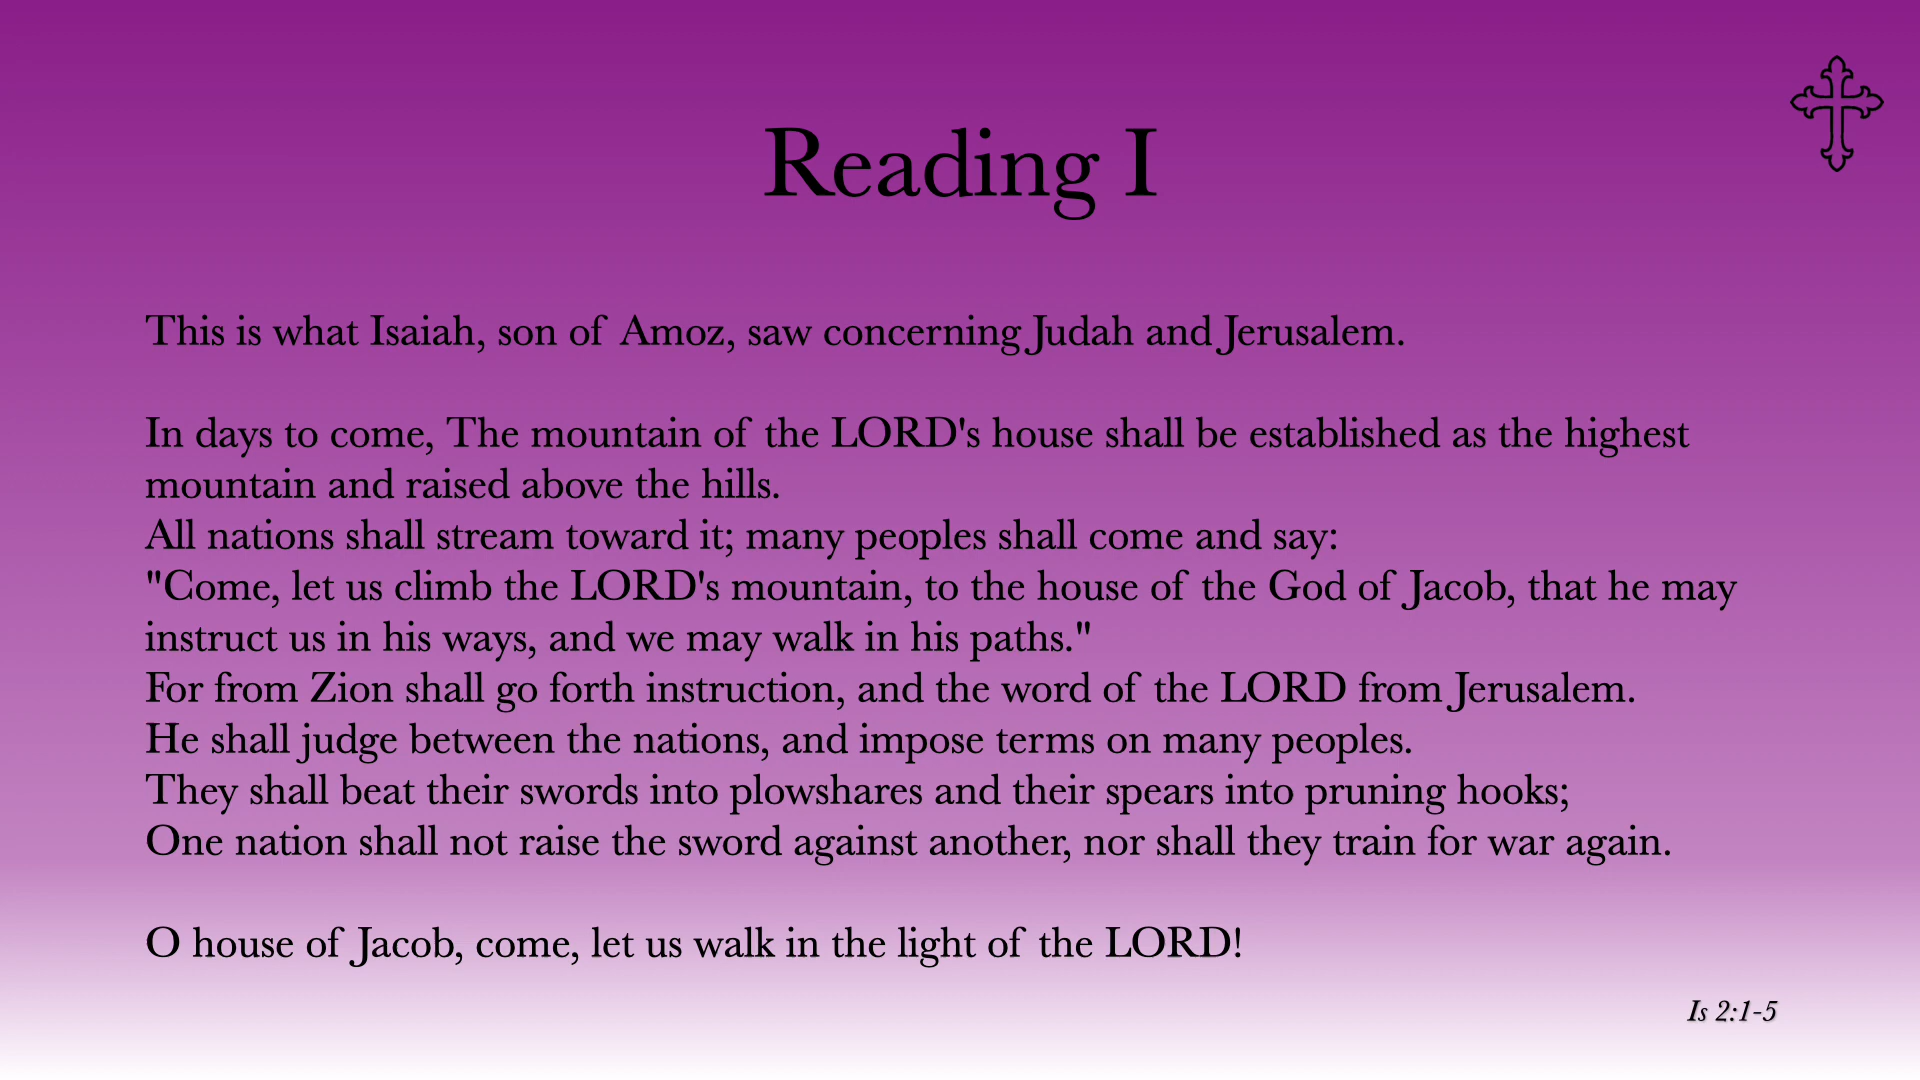 Reading I
This is what Isaiah, son of Amoz, saw concerning Judah and Jerusalem.
In days to come, The mountain of the LORD's house shall be established as the highest
mountain and raised above the hills.
All nations shall stream toward it; many peoples shall come and say:
"Come, let us climb the LORD's mountain, to the house of the God of Jacob, that he may
instruct us in his ways, and we may walk in his paths."
For from Zion shall go forth instruction, and the word of the LORD from Jerusalem.
He shall judge between the nations, and impose terms on many peoples.
They shall beat their swords into plowshares and their spears into pruning hooks;
One nation shall not raise the sword against another, nor shall they train for war again.
O house of Jacob, come, let us walk in the light of the LORD!
Is 2:1-5